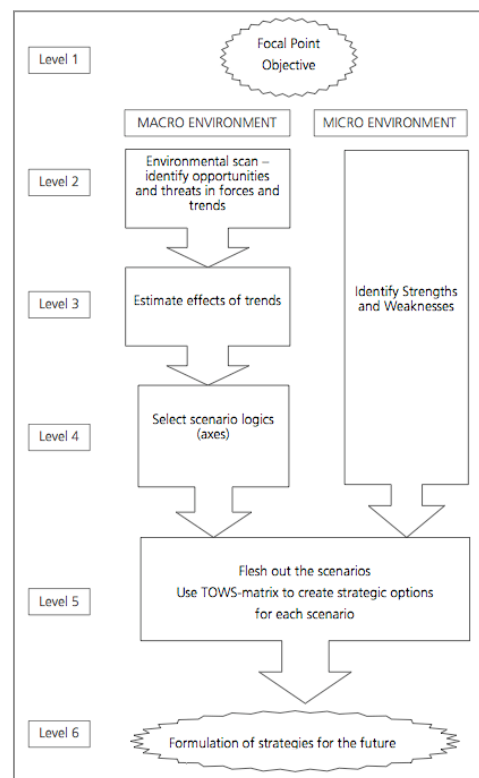 Level 1
Focal Point
Objective
MACRO ENVIRONMENT
MICRO ENVIRONMENT
Level 2
Environmental scan –
identify opportunities
and threats in forces and
trends
Level 3
Estimate effects of trends
Identify Strengths
and Weaknesses
Level 4
Select scenario logics
(axes)
Level 5
Flesh out the scenarios
Use TOWS-matrix to create strategic options
for each scenario
Level 6
Formulation of strategies for the future